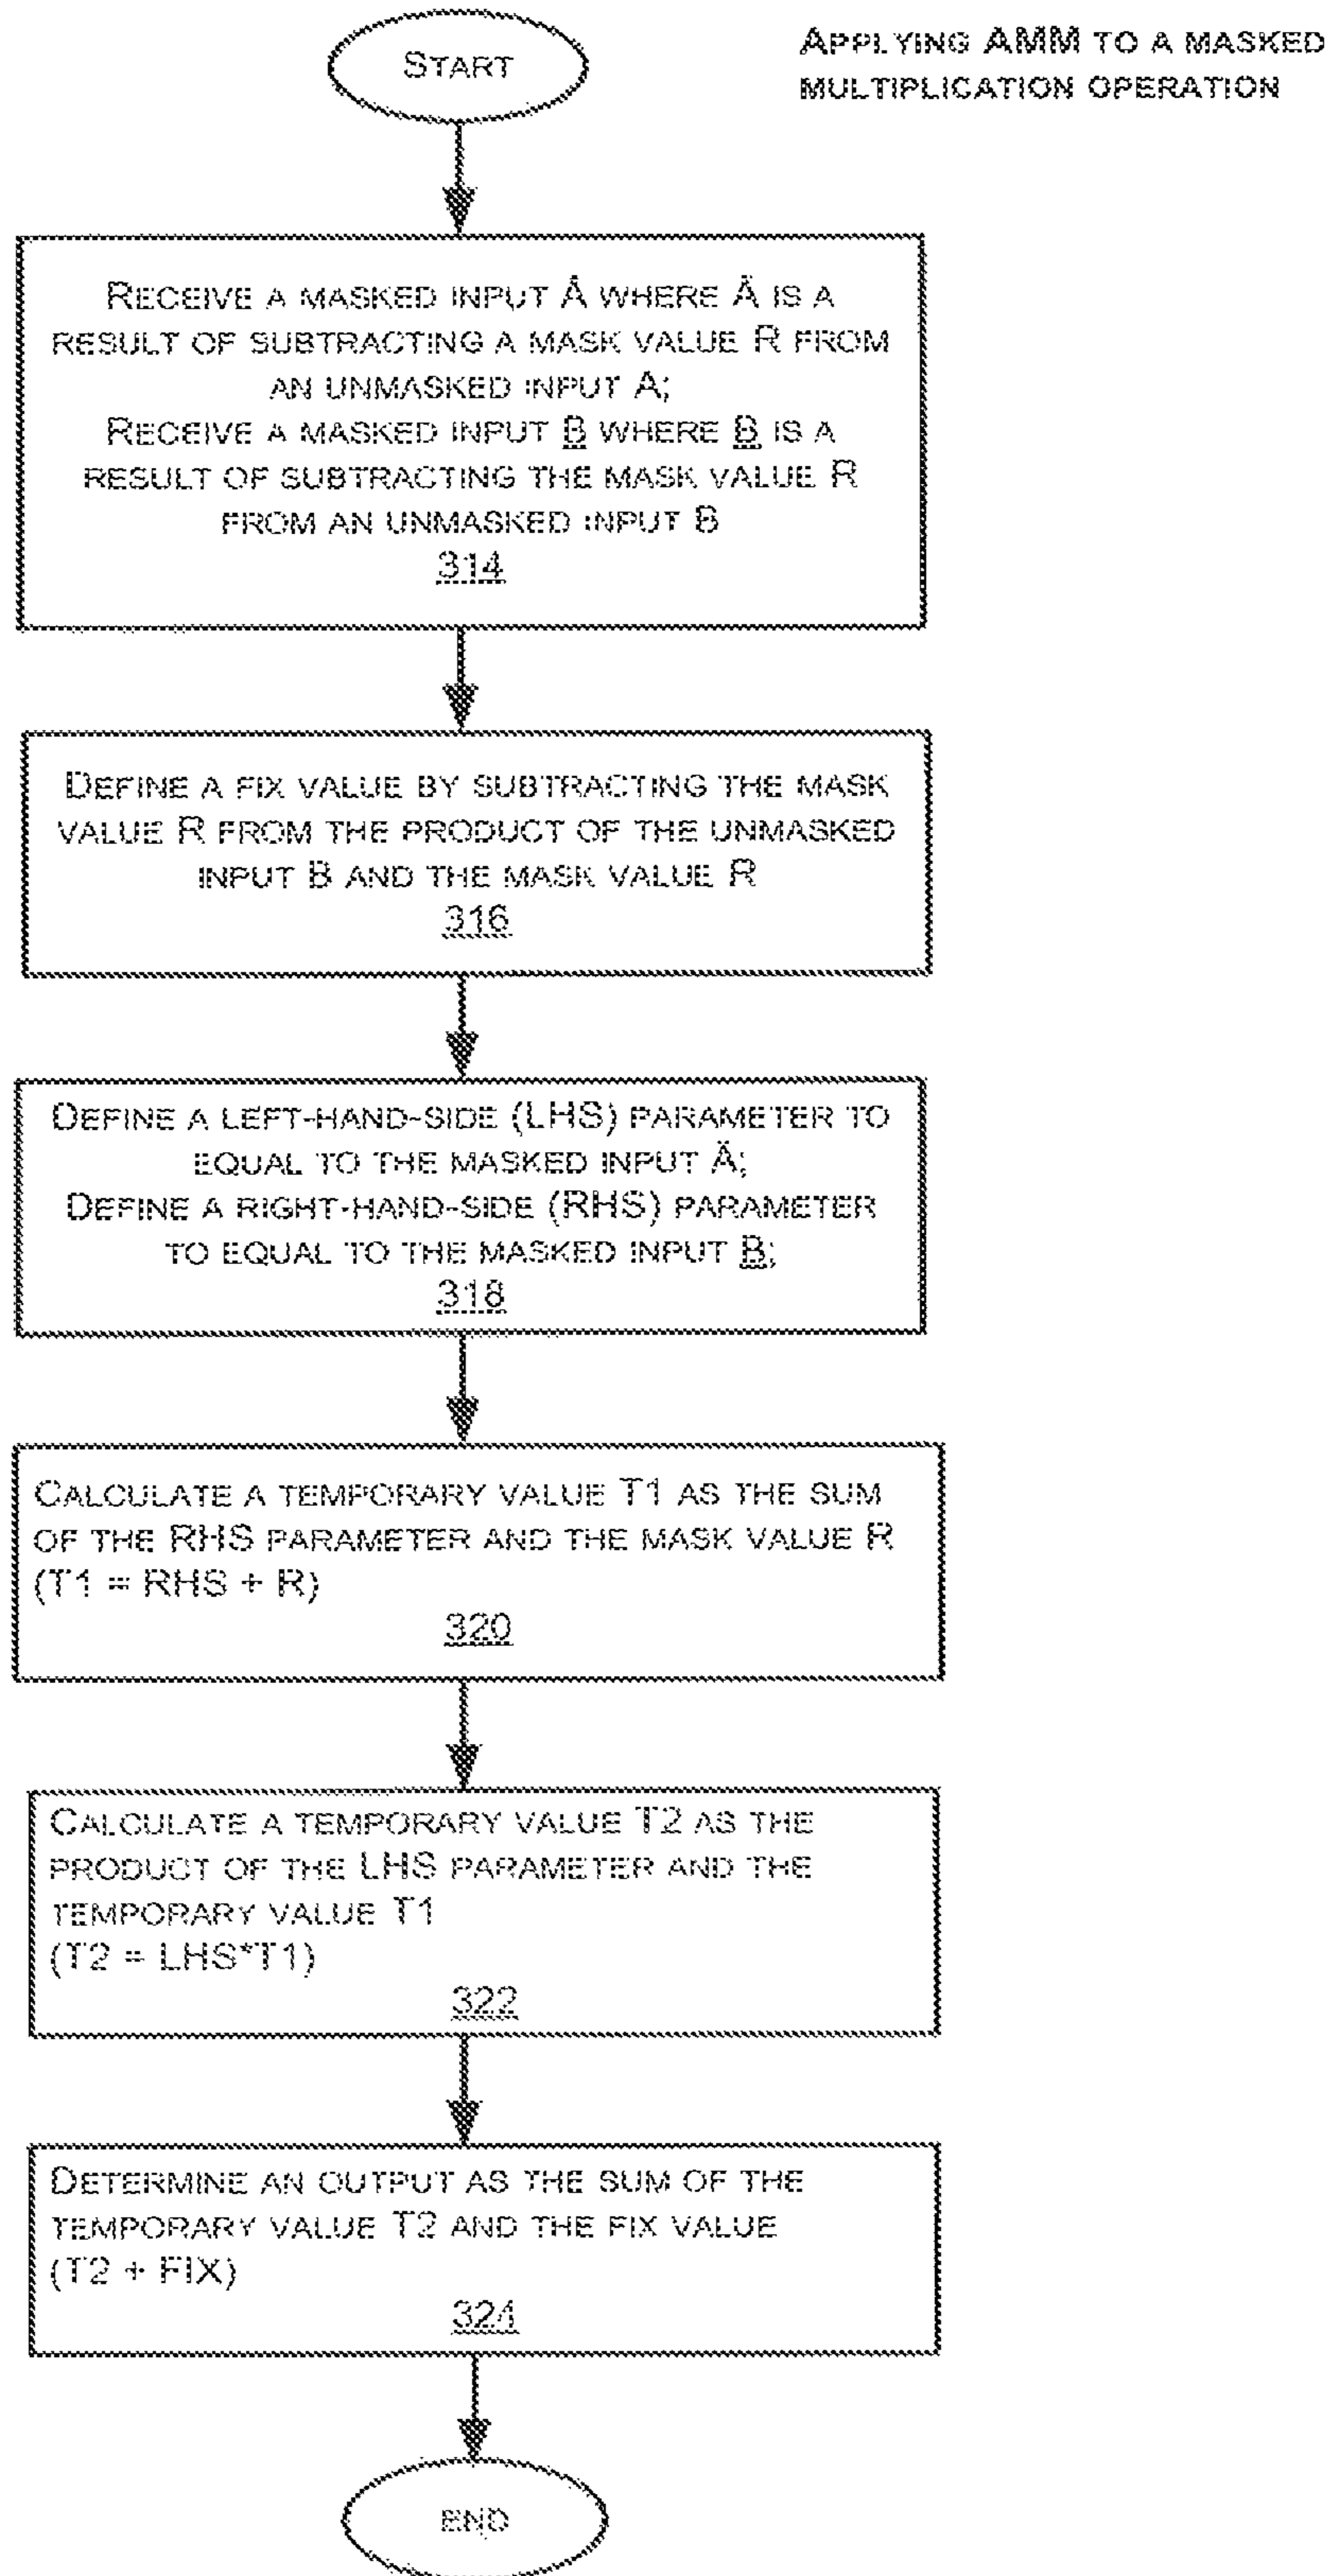 START
APPLYING AMM TO A MASKED
MULTIPLICATION OPERATION
RECEIVE A MASKED INPUT Ä WHERE Ä IS A
RESULT OF SUBTRACTING A MASK VALUE R FROM
AN UNMASKED INPUT A;
RECEIVE A MASKED INPUT B WHERE B IS A
RESULT OF SUBTRACTING THE MASK VALUE R
FROM AN UNMASKED INPUT B
314
DEFINE A FIX VALUE BY SUBTRACTING THE MASK
VALUE R FROM THE PRODUCT OF THE UNMASKED
INPUT B AND THE MASK VALUE R
316
DEFINE A LEFT-HAND-SIDE (LHS) PARAMETER TO
EQUAL TO THE MASKED INPUT Ä;
DEFINE A RIGHT-HAND-SIDE (RHS) PARAMETER
TO EQUAL TO THE MASKED INPUT B;
318
CALCULATE A TEMPORARY VALUE T1 AS THE SUM
OF THE RHS PARAMETER AND THE MASK VALUE R
(T1 = RHS + R)
320
CALCULATE A TEMPORARY VALUE T2 AS THE
PRODUCT OF THE LHS PARAMETER AND THE
TEMPORARY VALUE T1
(T2 = LHS*T1)
322
DETERMINE AN OUTPUT AS THE SUM OF THE
TEMPORARY VALUE T2 AND THE FIX VALUE
(T2 + FIX)
324
END